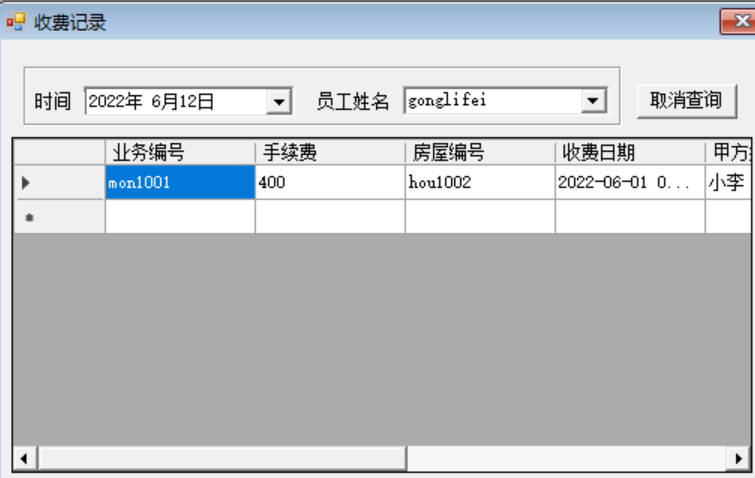 收费记录
时间 2022年 6月12日 员工姓名 gonglifei 取消查询
业务编号 手续费 房屋编号 收费日期 甲方
mon1001 400 hou1002 2022-06-01 0... 小李